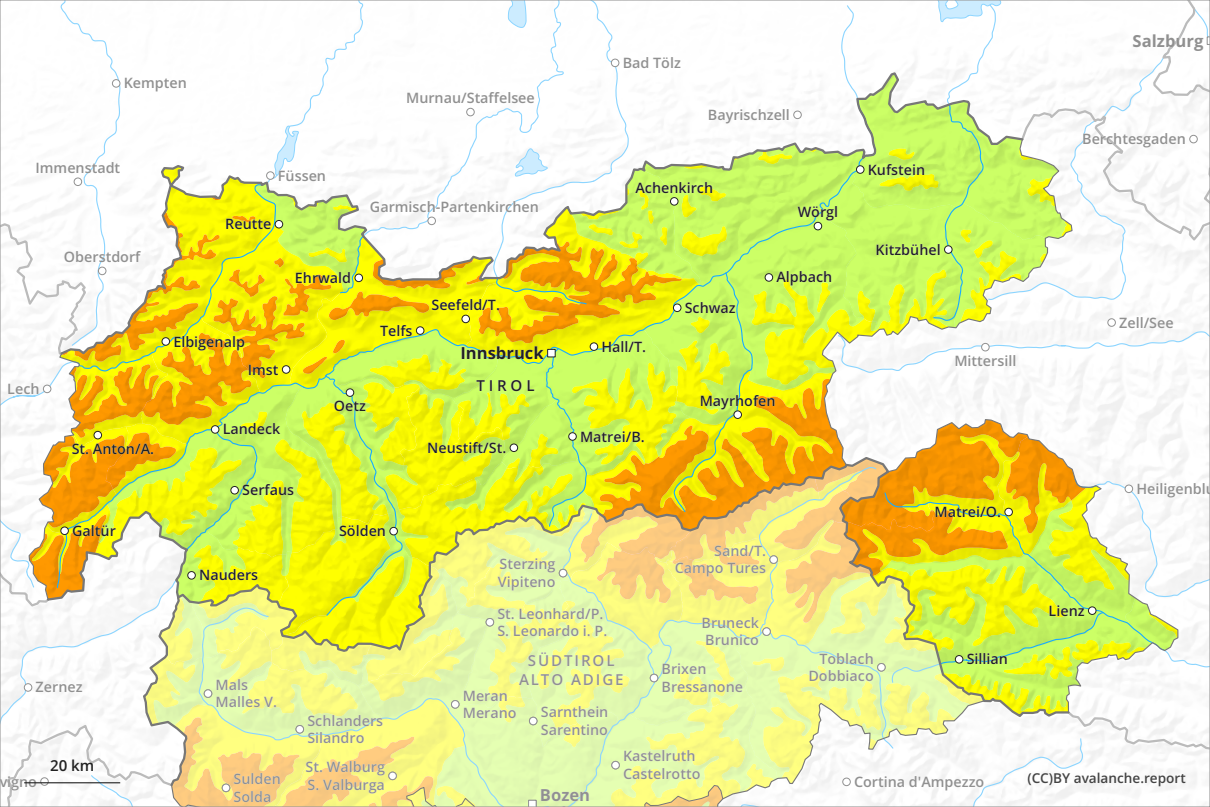 Salzburg
Bad Tölz
Kempten
Murnau/Staffelsee
Bayrischzell
Berchtesgaden
Immenstadt
Füssen
Kufstein
Achenkirch
Garmisch-Partenkirchen
Wörgl
Reutte
Oberstdorf
Kitzbühel
Ehrwald
Alpbach
Seefeld/T.
Schwaz
Telfs
Zell/See
Elbigenalp
Innsbruck
Hall/T.
Mittersill
Imst
TIROL
Lech
Oetz
Mayrhofen
Landeck
Matrei/B.
St. Anton/A.
Neustift/St.
Serfaus
Heiligenblu
Matrei/O.
Galtür
Sölden
Sand/T.
Campo Tures
Sterzing
Vipiteno
Nauders
Lienz
St. Leonhard/P.
S. Leonardo i. P.
Bruneck
Brunico
Sillian
Toblach
Dobbiaco
SÜDTIROL
ALTO ADIGE
Brixen
Bressanone
Zernez
Mals
Malles V.
Meran
Merano
Sarnthein
Sarentino
Schlanders
Silandro
Kastelruth
Castelrotto
20 km
St. Walburg
S. Valburga
vigno
Sulden
Solda
Cortina d'Ampezzo
(CC)BY avalanche.report
Bozen